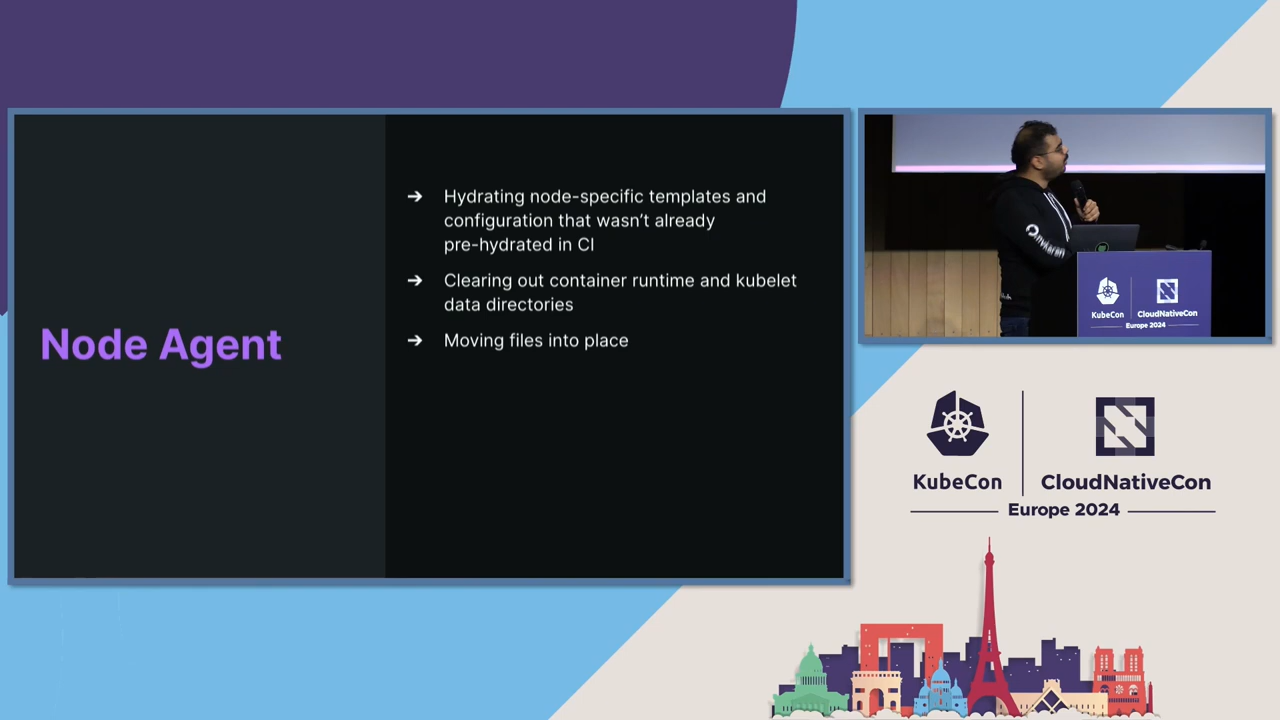 Node Agent
➔ Hydrating node-specific templates and
configuration that wasn't already
pre-hydrated in CI
➔ Clearing out container runtime and kubelet
data directories
➔ Moving files into place
KubeCon
CloudNativeCon
Europe 2024
KubeCon
CloudNativeCon
Europe 2024